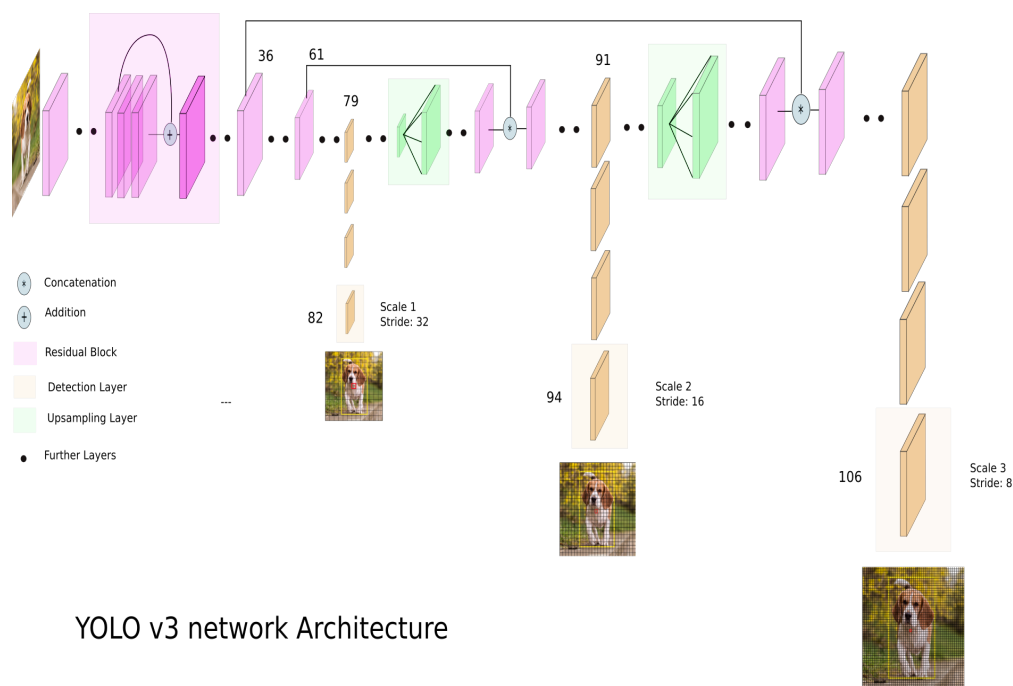 36
61
91
79
Concatenation
Addition
Residual Block
Detection Layer
Upsampling Layer
Further Layers
---
82
Scale 1
Stride: 32
94
Scale 2
Stride: 16
106
Scale 3
Stride: 8
YOLO v3 network Architecture